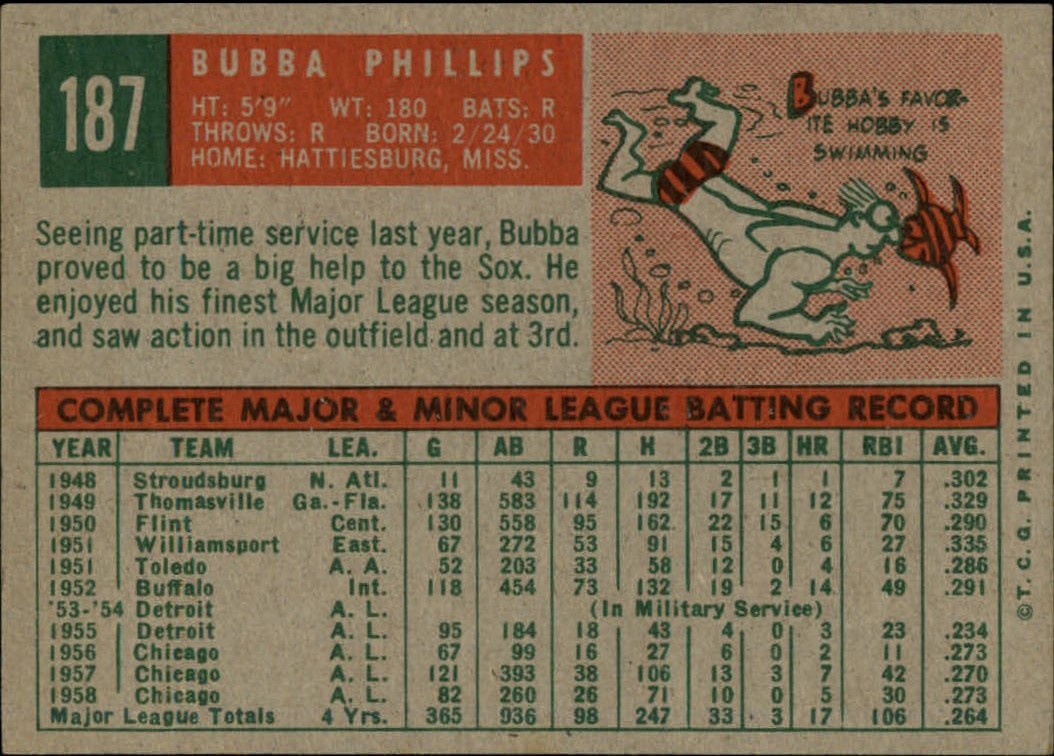 187
BUBBA PHILLIPS
HT: 5'9" WT: 180 BATS: R
THROWS: R BORN: 2/24/30
HOME: HATTIESBURG, MISS.
BUBBA'S FAVOR-
ITE HOBBY IS
SWIMMING
Seeing part-time service last year, Bubba
proved to be a big help to the Sox. He
enjoyed his finest Major League season,
and saw action in the outfield and at 3rd.
COMPLETE MAJOR & MINOR LEAGUE BATTING RECORD
YEAR TEAM LEA. G AB R H 2B 3B HR RBI AVG.
1948 Stroudsburg N. Atl. 11 43 9 13 2 1 1 7 .302
1949 Thomasville Ga.-Fla. 138 583 114 192 17 11 12 75 .329
1950 Flint Cent. 130 558 95 162 22 15 6 70 .290
1951 Williamsport East. 67 272 53 91 15 4 6 27 .335
1951 Toledo A. A. 52 203 33 58 12 0 4 16 .286
1952 Buffalo Int. 118 454 73 132 19 2 14 49 .291
'53-'54 Detroit A. L. (In Military Service)
1955 Detroit A. L. 95 184 18 43 4 0 3 23 .234
1956 Chicago A. L. 67 99 16 27 6 0 2 11 .273
1957 Chicago A. L. 121 393 38 106 13 3 7 42 .270
1958 Chicago A. L. 82 260 26 71 10 0 5 30 .273
Major League Totals 4 Yrs. 365 936 98 247 33 3 17 106 .264
©T.C.G. PRINTED IN U.S.A.